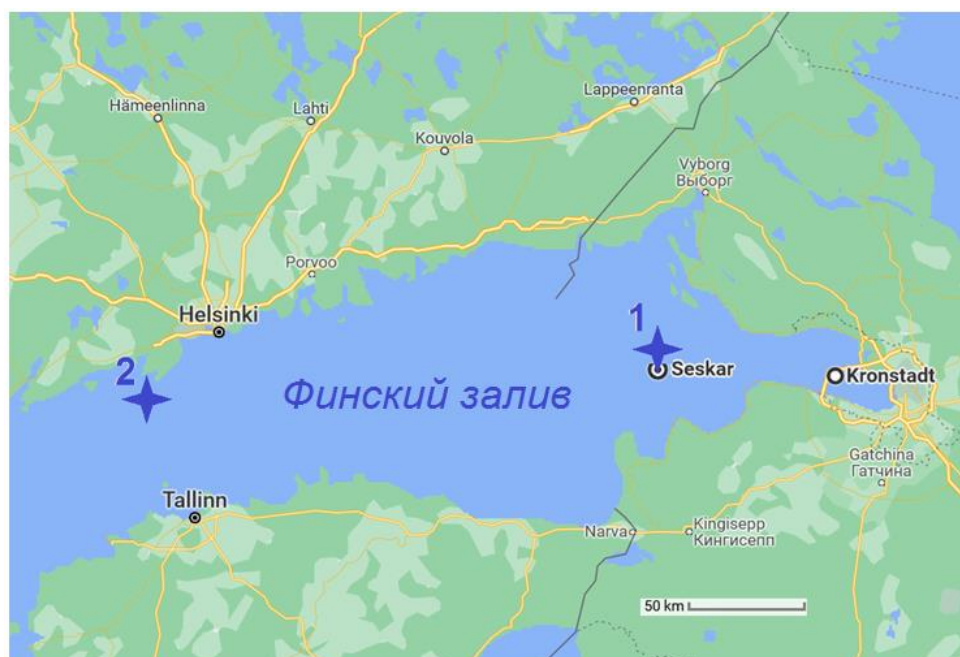 Lappeenranta
Hämeenlinna
Lahti
Kouvola
Vyborg
Выборг
Porvoo
Helsinki
1
2
Seskar
Kronstadt
Финский залив
Gatchina
Гатчина
Tallinn
Narva
Kingisepp
Кингисепп
50 km